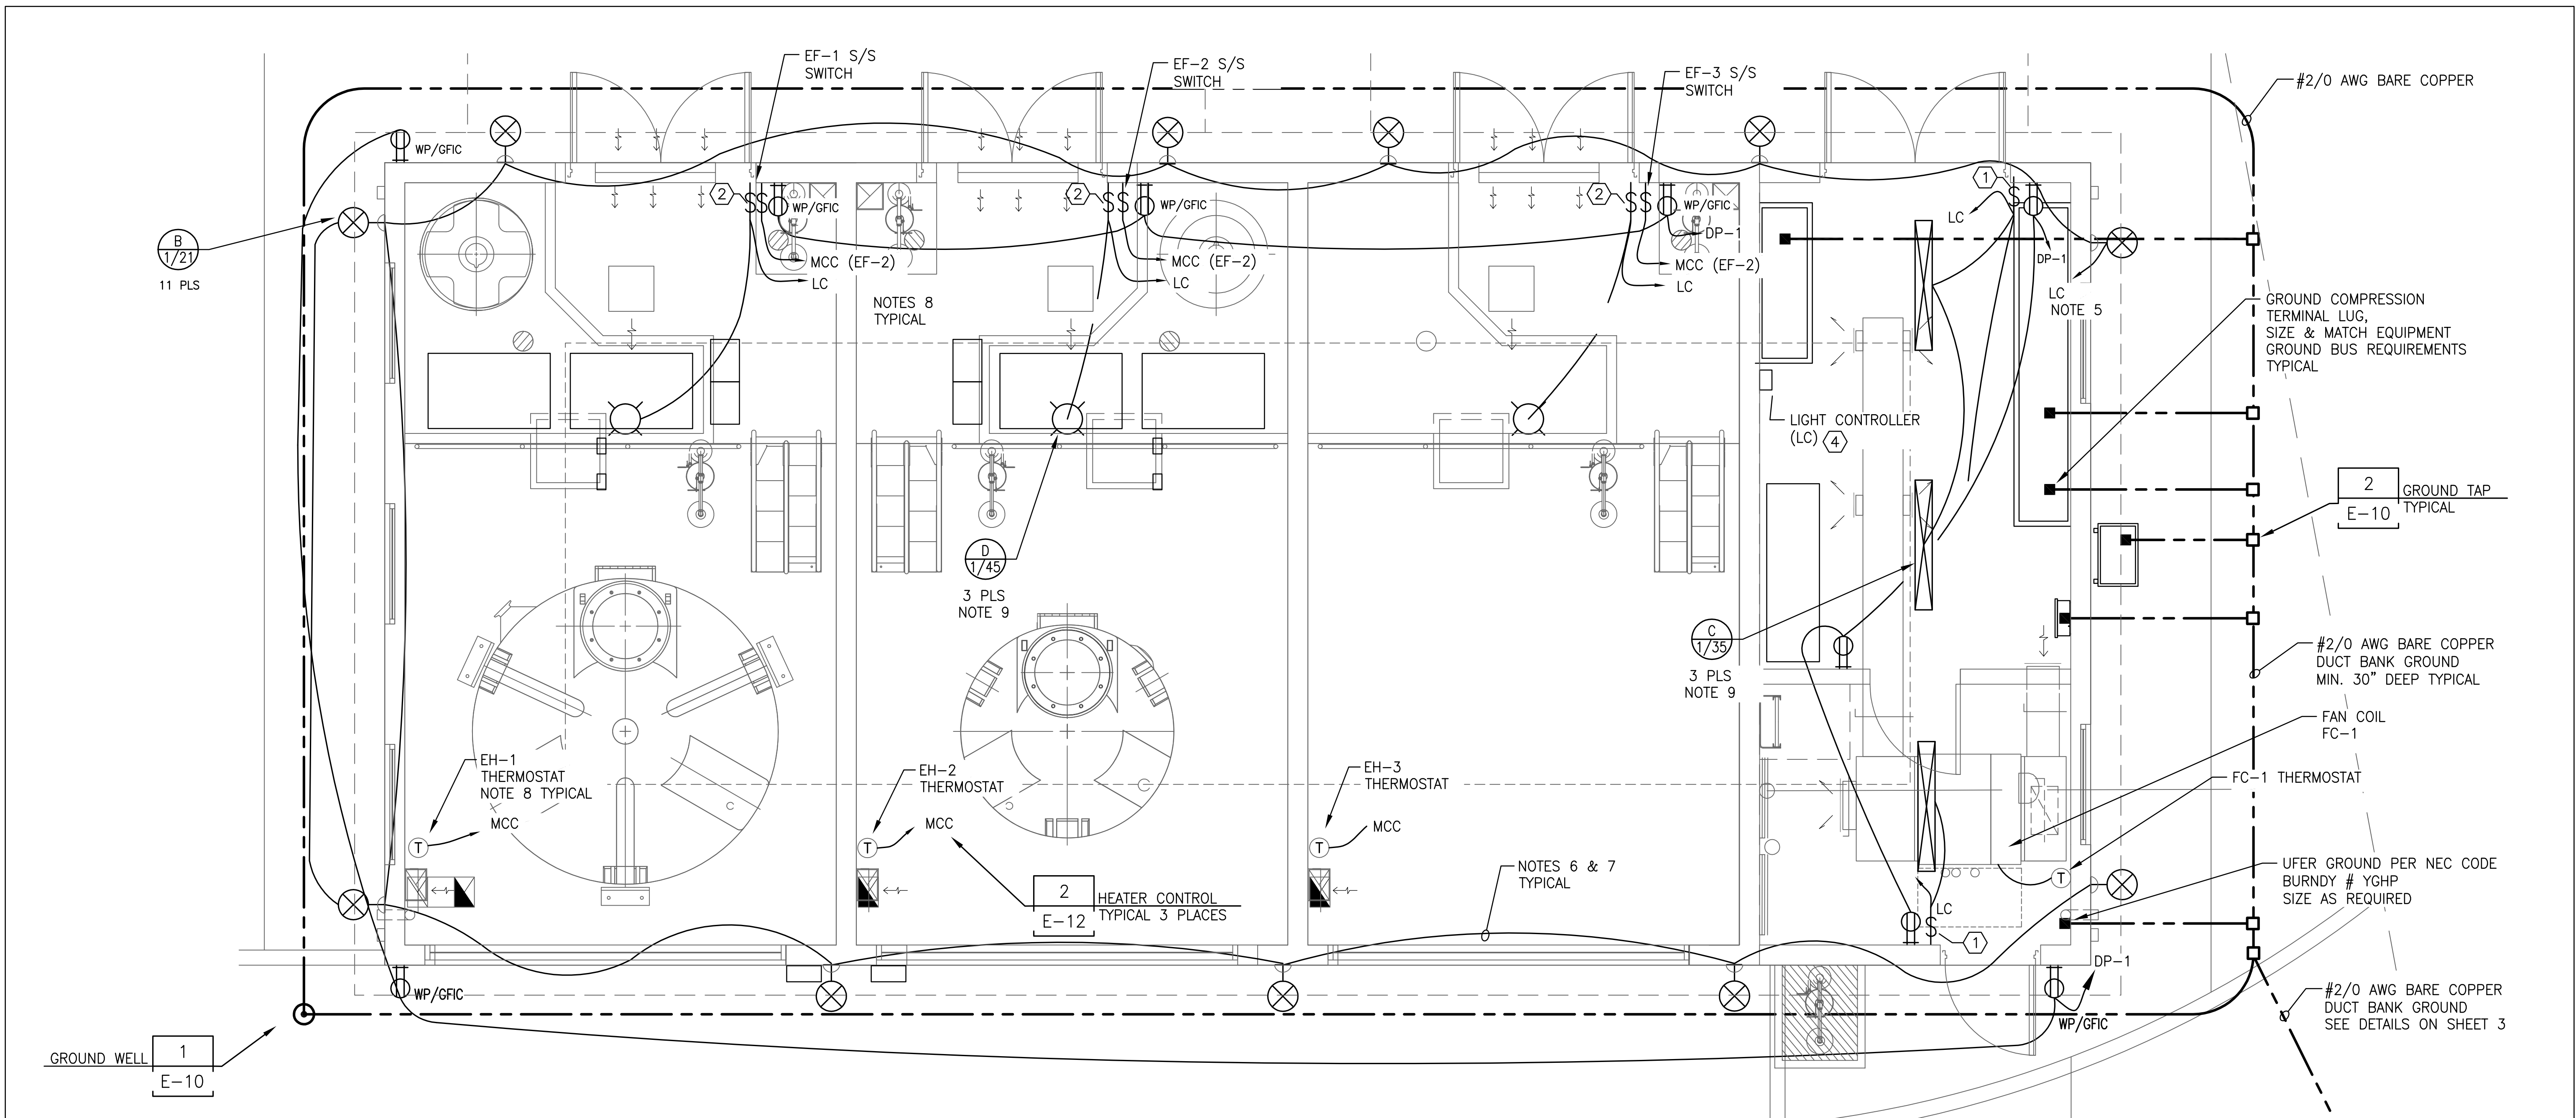 EF-1 S/S
SWITCH
EF-2 S/S
SWITCH
EF-3 S/S
SWITCH
#2/0 AWG BARE COPPER
WP/GFIC
B
1/21
11 PLS
2
S S
WP/GFIC
MCC (EF-2)
LC
2
S S
WP/GFIC
MCC (EF-2)
LC
2
S S
WP/GFIC
DP-1
MCC (EF-2)
LC
1
S
LC
DP-1
LC
NOTE 5
NOTES 8
TYPICAL
GROUND COMPRESSION
TERMINAL LUG,
SIZE & MATCH EQUIPMENT
GROUND BUS REQUIREMENTS
TYPICAL
LIGHT CONTROLLER
(LC) 4
2
E-10
GROUND TAP
TYPICAL
D
1/45
3 PLS
NOTE 9
C
1/35
3 PLS
NOTE 9
#2/0 AWG BARE COPPER
DUCT BANK GROUND
MIN. 30" DEEP TYPICAL
FAN COIL
FC-1
FC-1 THERMOSTAT
EH-1
THERMOSTAT
NOTE 8 TYPICAL
MCC
T
EH-2
THERMOSTAT
MCC
T
EH-3
THERMOSTAT
MCC
T
T
NOTES 6 & 7
TYPICAL
2
E-12
HEATER CONTROL
TYPICAL 3 PLACES
UFER GROUND PER NEC CODE
BURNDY # YGHP
SIZE AS REQUIRED
LC
S
1
DP-1
WP/GFIC
WP/GFIC
#2/0 AWG BARE COPPER
DUCT BANK GROUND
SEE DETAILS ON SHEET 3
GROUND WELL
1
E-10